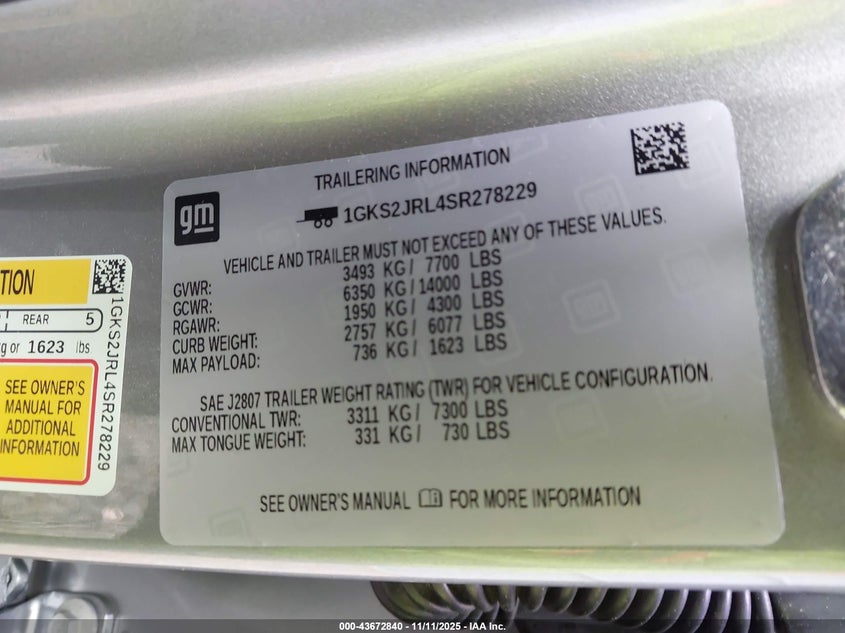 TRAILERING INFORMATION
gm
1GKS2JRL4SR278229
VEHICLE AND TRAILER MUST NOT EXCEED ANY OF THESE VALUES.
GVWR: 3493 KG / 7700 LBS
GCWR: 6350 KG / 14000 LBS
RGAWR: 1950 KG / 4300 LBS
CURB WEIGHT: 2757 KG / 6077 LBS
MAX PAYLOAD: 736 KG / 1623 LBS
SAE J2807 TRAILER WEIGHT RATING (TWR) FOR VEHICLE CONFIGURATION.
CONVENTIONAL TWR: 3311 KG / 7300 LBS
MAX TONGUE WEIGHT: 331 KG / 730 LBS
SEE OWNER'S MANUAL FOR MORE INFORMATION
REAR 5
or 1623 lbs
SEE OWNER'S
MANUAL FOR
ADDITIONAL
INFORMATION
1GKS2JRL4SR278229
000-43672840 - 11/11/2025 - IAA Inc.